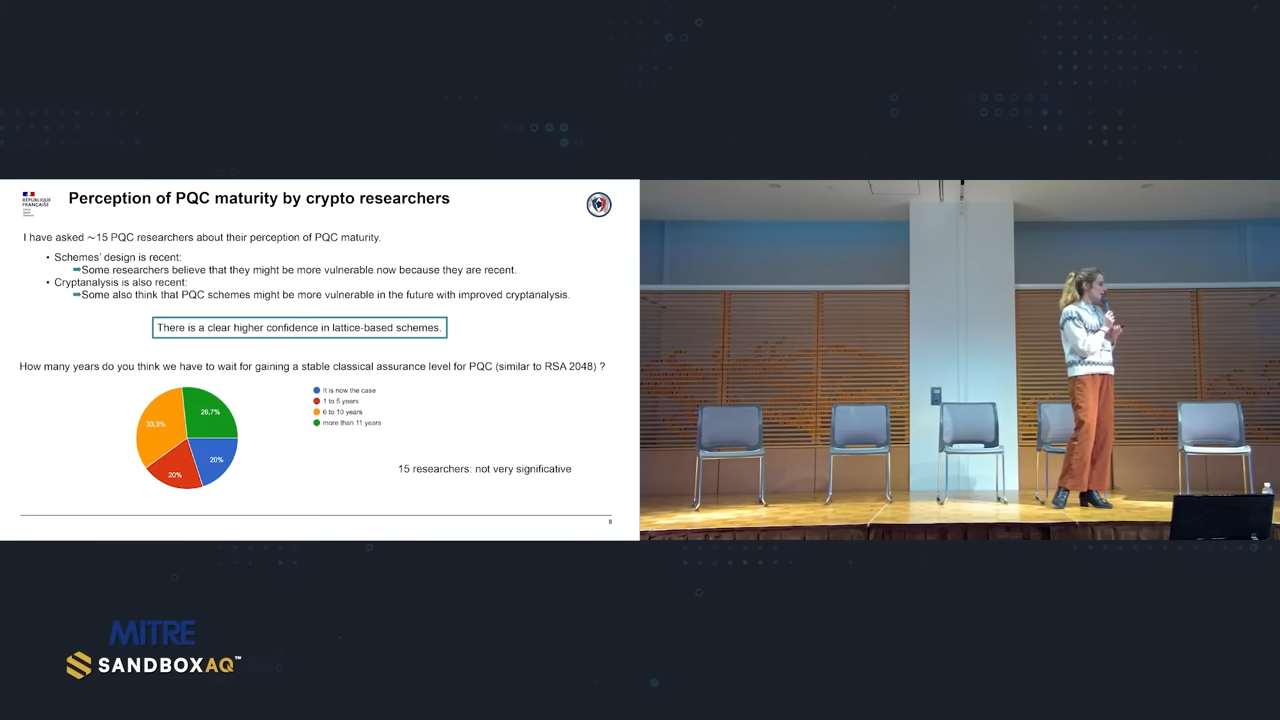 RÉPUBLIQUE
FRANÇAISE
Perception of PQC maturity by crypto researchers
I have asked ~15 PQC researchers about their perception of PQC maturity.
• Schemes' design is recent:
➡Some researchers believe that they might be more vulnerable now because they are recent.
• Cryptanalysis is also recent:
➡Some also think that PQC schemes might be more vulnerable in the future with improved cryptanalysis.
There is a clear higher confidence in lattice-based schemes.
How many years do you think we have to wait for gaining a stable classical assurance level for PQC (similar to RSA 2048) ?
26,7%
33,3%
20%
20%
It is now the case
1 to 5 years
6 to 10 years
more than 11 years
15 researchers: not very significative
8
MITRE
SANDBOXAQ™